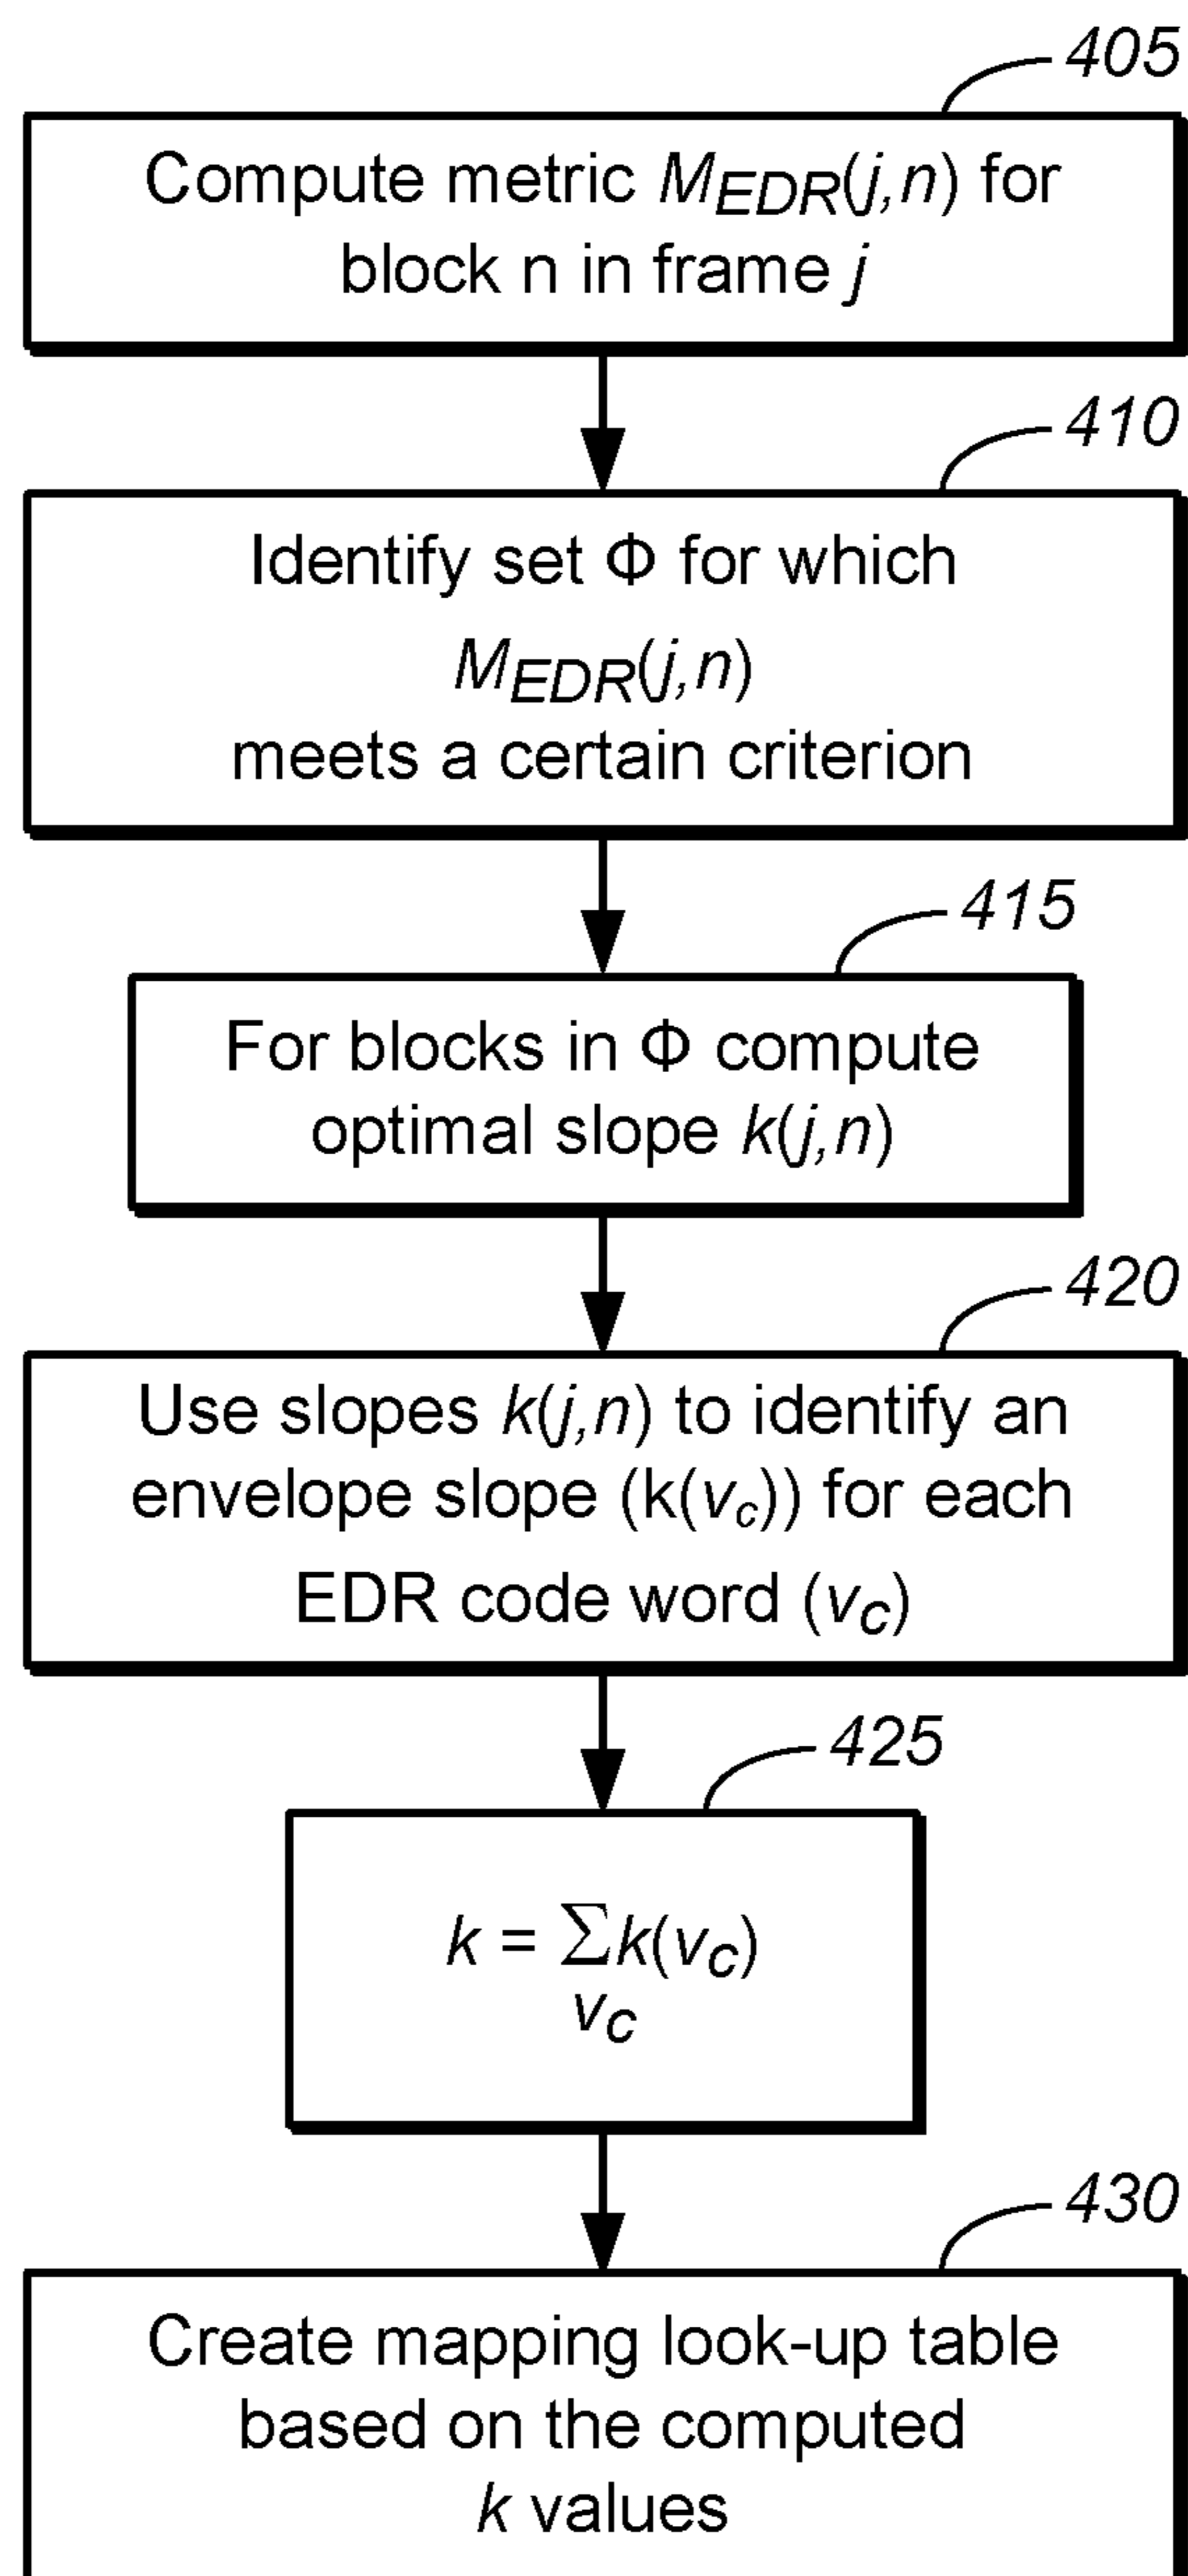 405
Compute metric M_EDR(j,n) for
block n in frame j
410
Identify set Φ for which
M_EDR(j,n)
meets a certain criterion
415
For blocks in Φ compute
optimal slope k(j,n)
420
Use slopes k(j,n) to identify an
envelope slope (k(v_c)) for each
EDR code word (v_c)
425
k = Σk(v_c)
v_c
430
Create mapping look-up table
based on the computed
k values